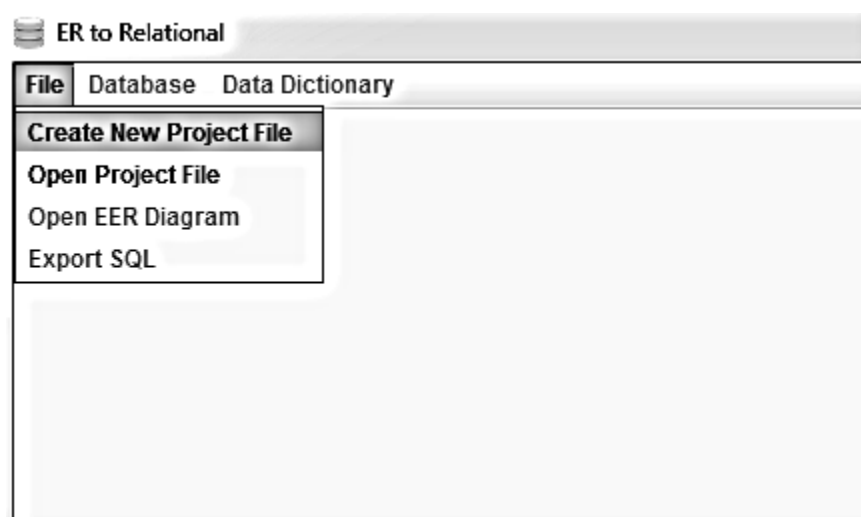 ER to Relational
File Database Data Dictionary
Create New Project File
Open Project File
Open EER Diagram
Export SQL